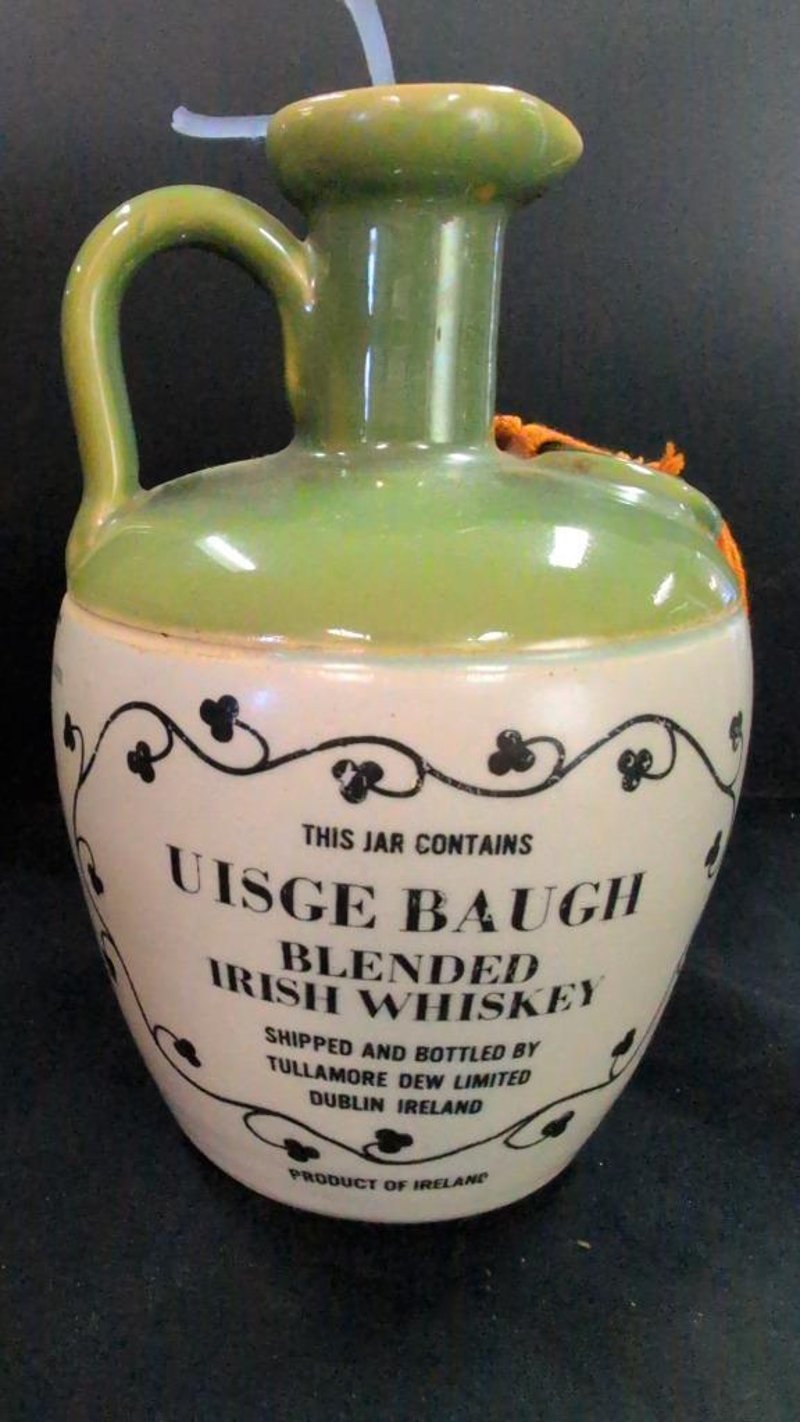 THIS JAR CONTAINS
UISGE BAUGH
BLENDED
IRISH WHISKEY
SHIPPED AND BOTTLED BY
TULLAMORE DEW LIMITED
DUBLIN IRELAND
PRODUCT OF IRELAND